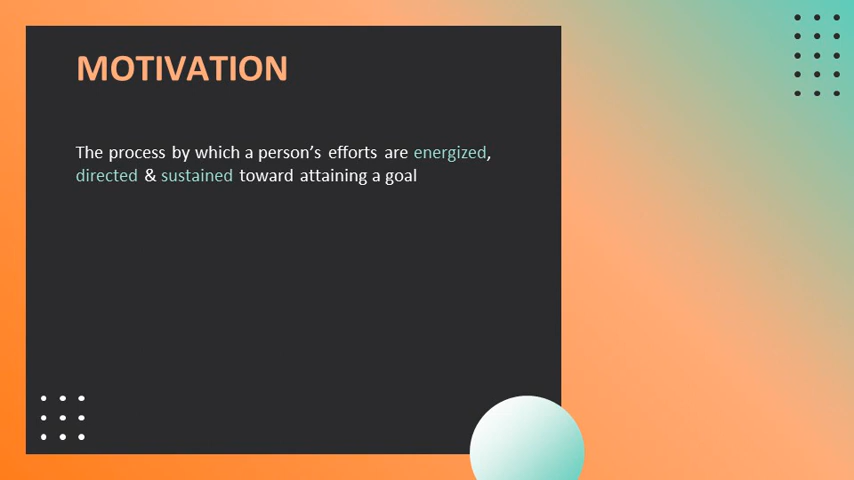 MOTIVATION
The process by which a person’s efforts are energized,
directed & sustained toward attaining a goal